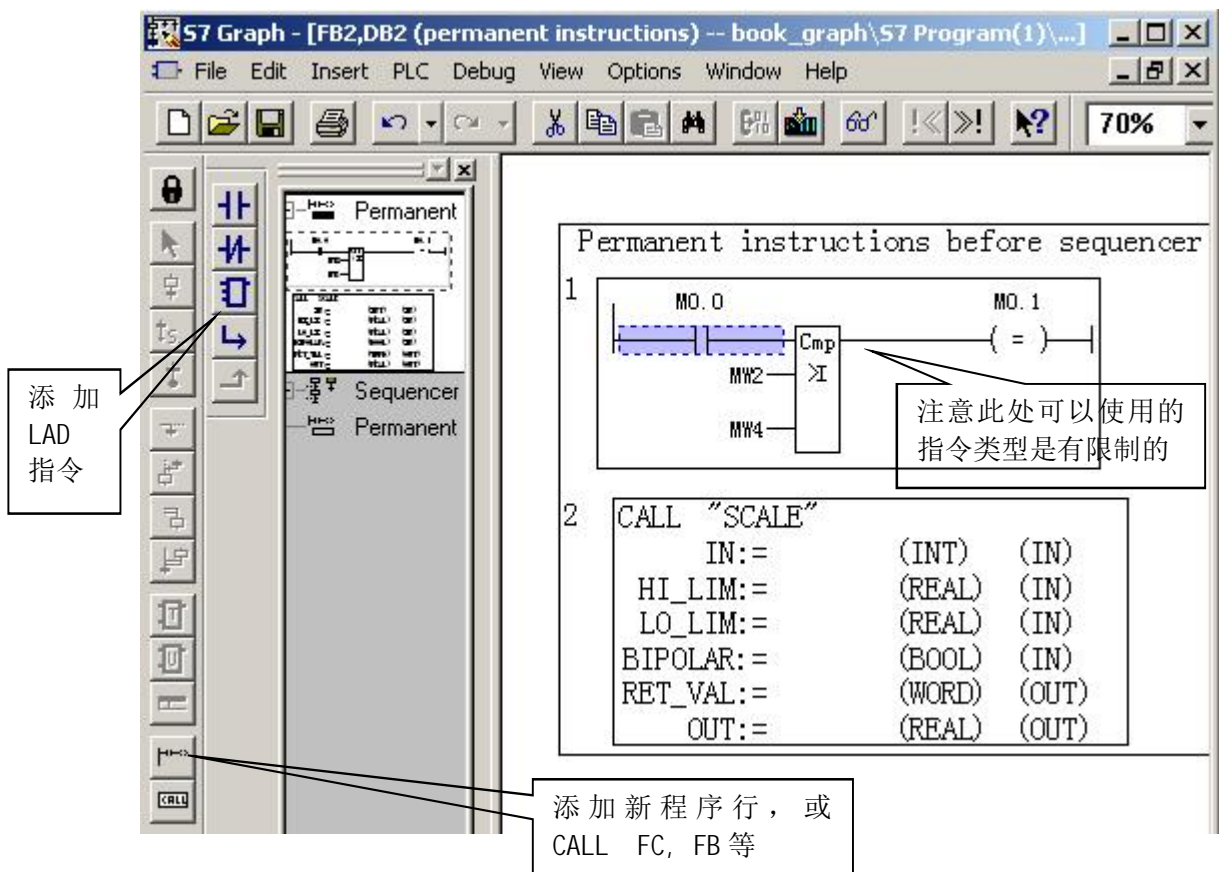 S7 Graph - [FB2,DB2 (permanent instructions) -- book_graph\S7 Program(1)\...]
File Edit Insert PLC Debug View Options Window Help
70%
Permanent
Sequencer
Permanent
Permanent instructions before sequencer
1
M0.0
M0.1
Cmp
( = )
MW2
>I
MW4
添加
LAD
指令
注意此处可以使用的
指令类型是有限制的
2
CALL "SCALE"
IN:= (INT) (IN)
HI_LIM:= (REAL) (IN)
LO_LIM:= (REAL) (IN)
BIPOLAR:= (BOOL) (IN)
RET_VAL:= (WORD) (OUT)
OUT:= (REAL) (OUT)
CALL
添加新程序行，或
CALL FC, FB 等